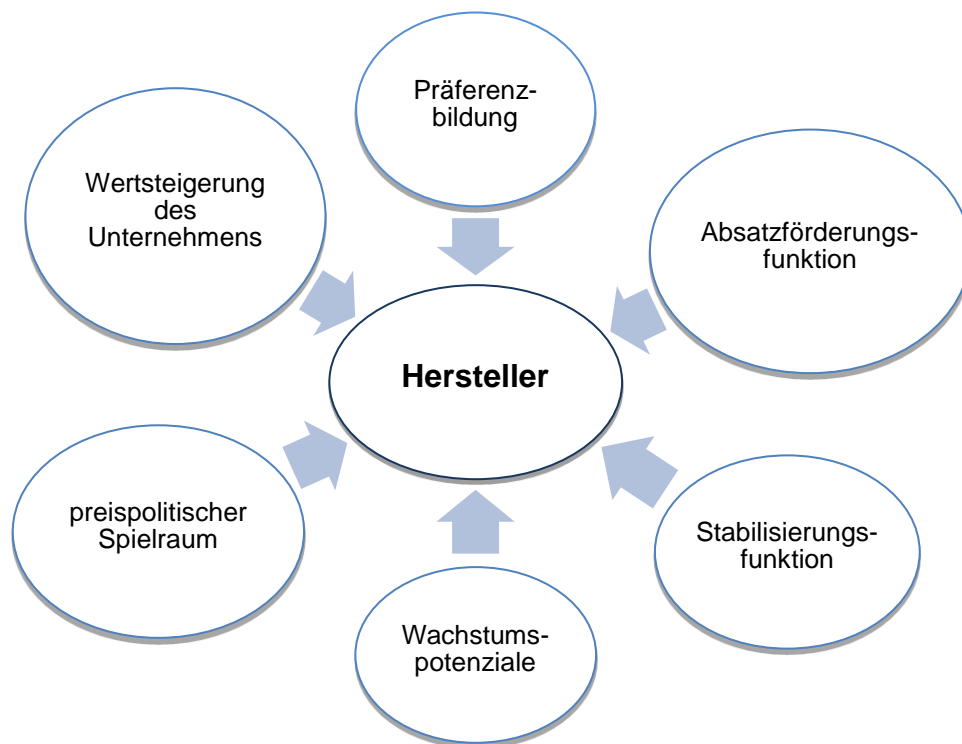 Präferenz-
bildung
Wertsteigerung
des
Unternehmens
Absatzförderungs-
funktion
Hersteller
preispolitischer
Spielraum
Stabilisierungs-
funktion
Wachstums-
potenziale